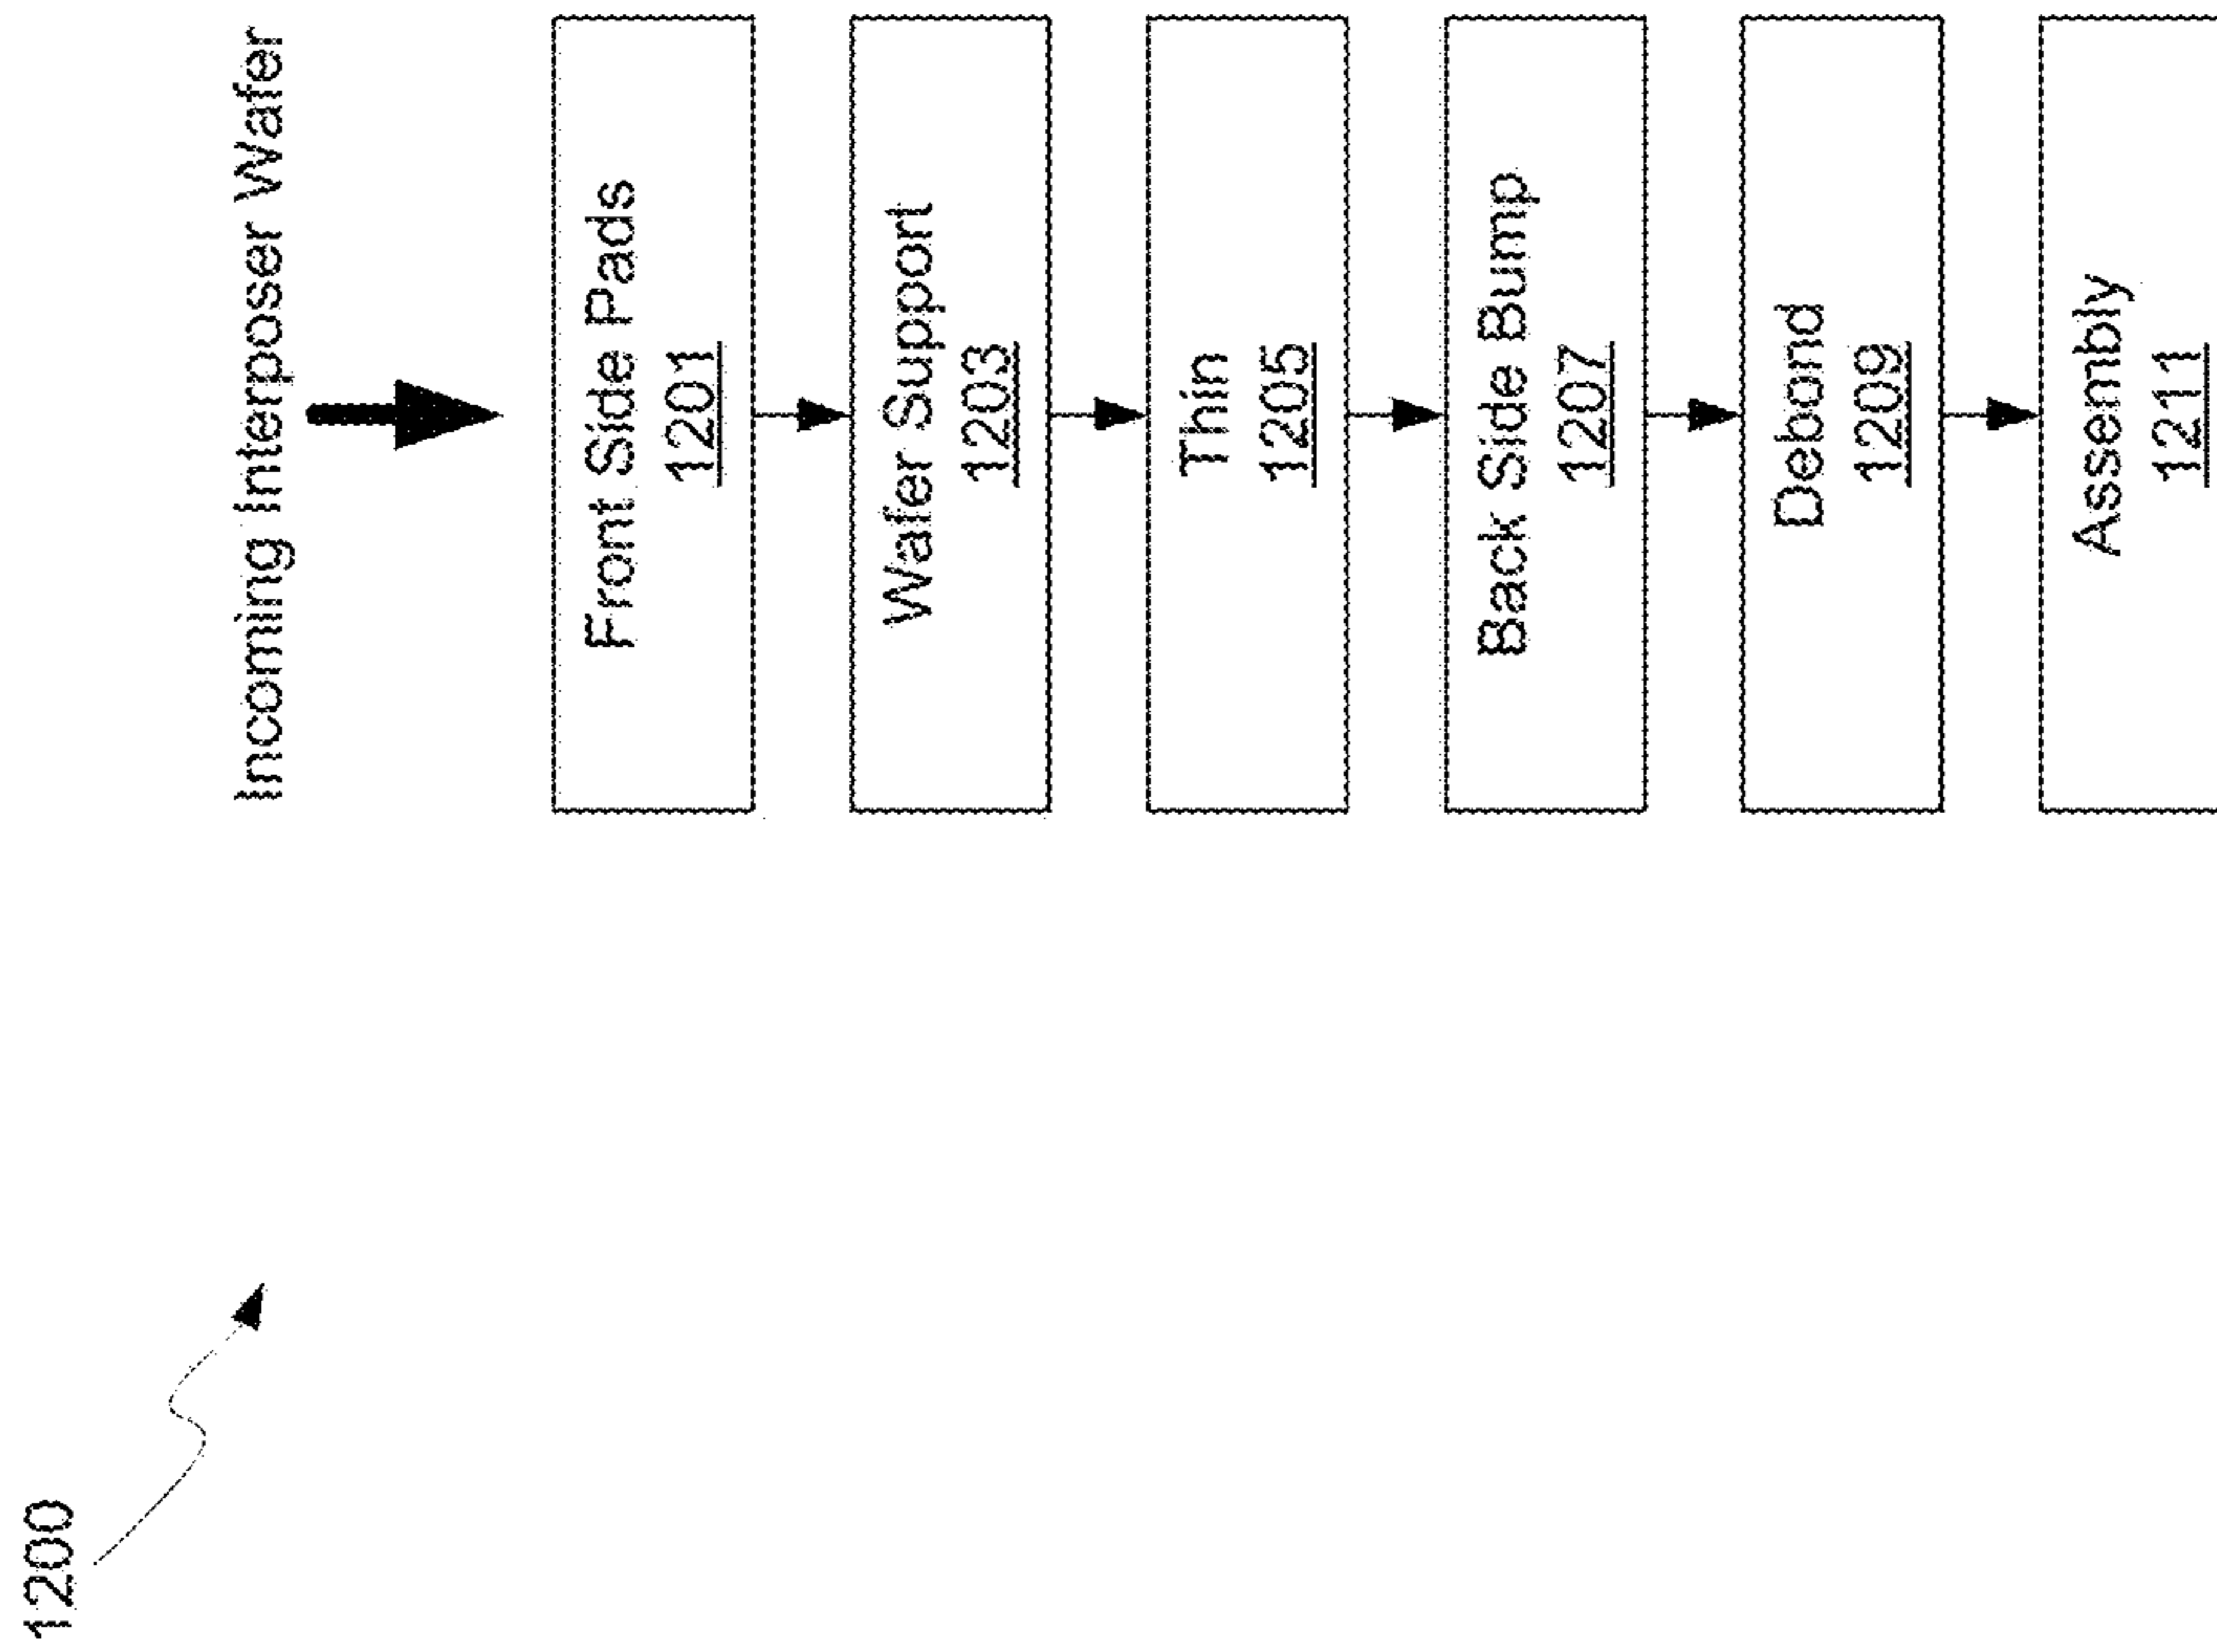 1200
Incoming Interposer Wafer
Front Side Pads
1201
Wafer Support
1203
Thin
1205
Back Side Bump
1207
Debond
1209
Assembly
1211